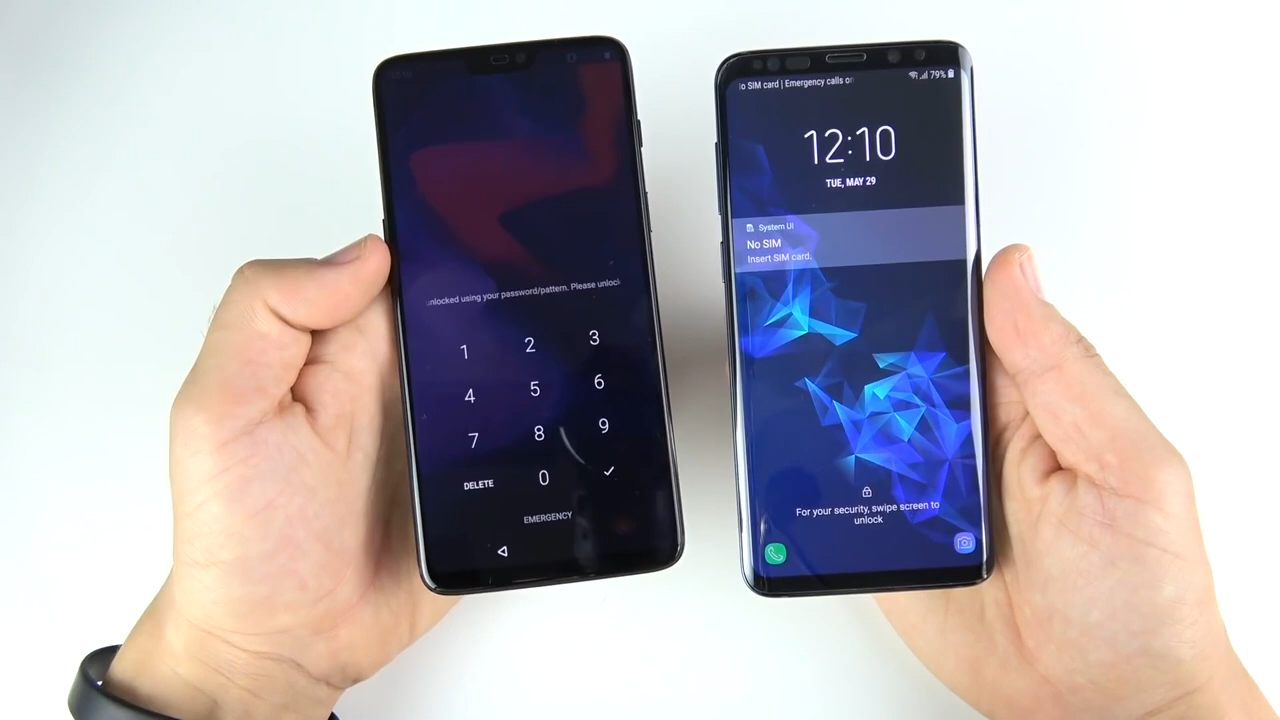 unlocked using your password/pattern. Please unlock
1 2 3
4 5 6
7 8 9
DELETE 0
EMERGENCY
lo SIM card | Emergency calls on
79%
12:10
TUE, MAY 29
System UI
No SIM
Insert SIM card.
For your security, swipe screen to
unlock